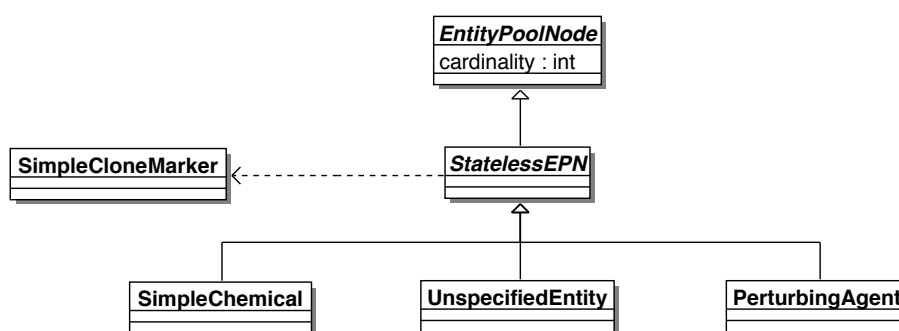 EntityPoolNode
cardinality : int
SimpleCloneMarker
StatelessEPN
SimpleChemical
UnspecifiedEntity
PerturbingAgent